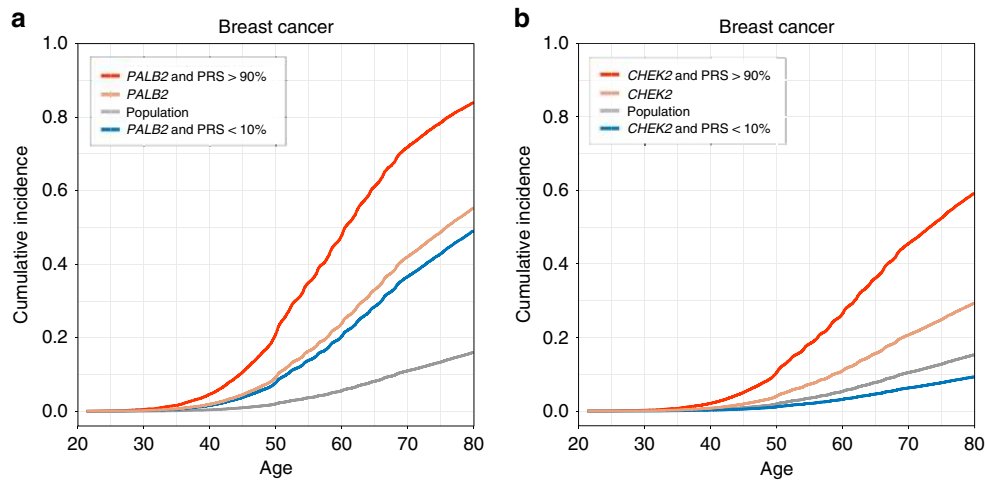 a
Breast cancer
1.0
0.8
0.6
0.4
0.2
0.0
Cumulative incidence
PALB2 and PRS > 90%
PALB2
Population
PALB2 and PRS < 10%
20 30 40 50 60 70 80
Age
b
Breast cancer
1.0
0.8
0.6
0.4
0.2
0.0
Cumulative incidence
CHEK2 and PRS > 90%
CHEK2
Population
CHEK2 and PRS < 10%
20 30 40 50 60 70 80
Age